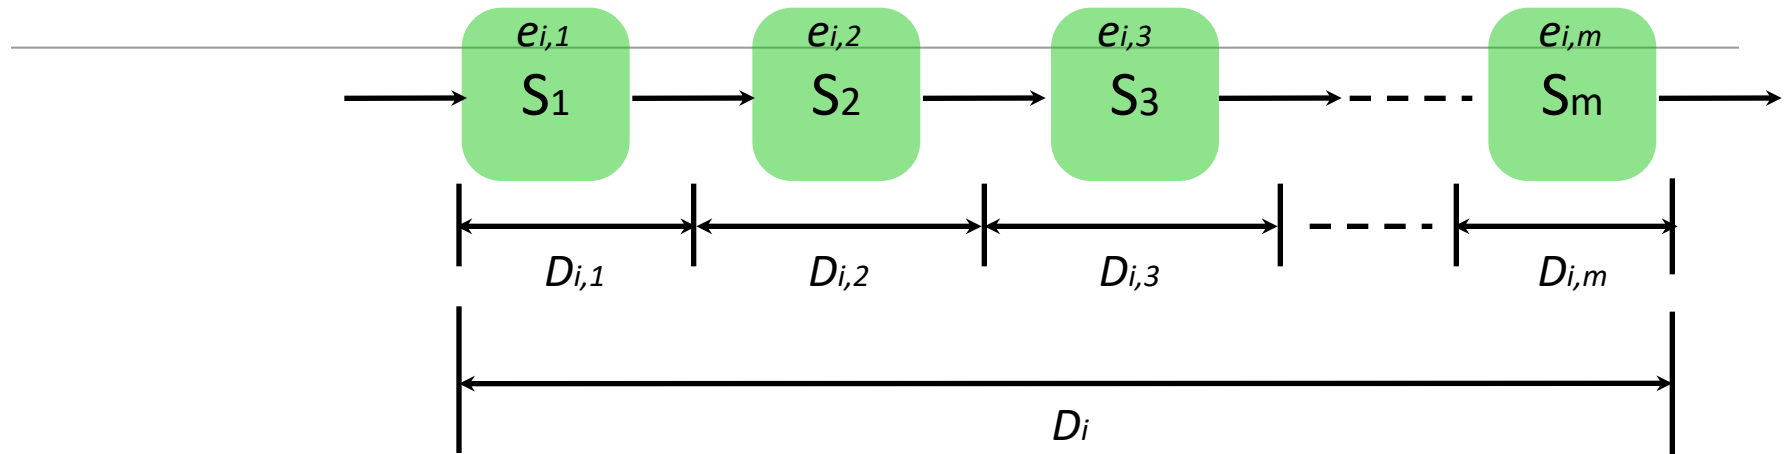 ei,1 ei,2 ei,3 ei,m
S1 S2 S3 Sm
Di,1 Di,2 Di,3 Di,m
Di